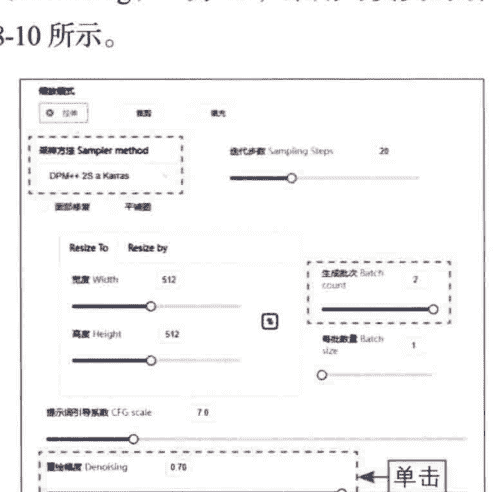 3-10 所示。
缩放模式
拉伸 裁剪 填充
采样方法 Sampler method
迭代步数 Sampling Steps 20
DPM++ 2S a Karras
面部修复 平铺图
Resize To Resize by
宽度 Width 512
生成批次 Batch count 2
高度 Height 512
每批数量 Batch size 1
提示词引导系数 CFG scale 7.0
重绘幅度 Denoising 0.70
单击